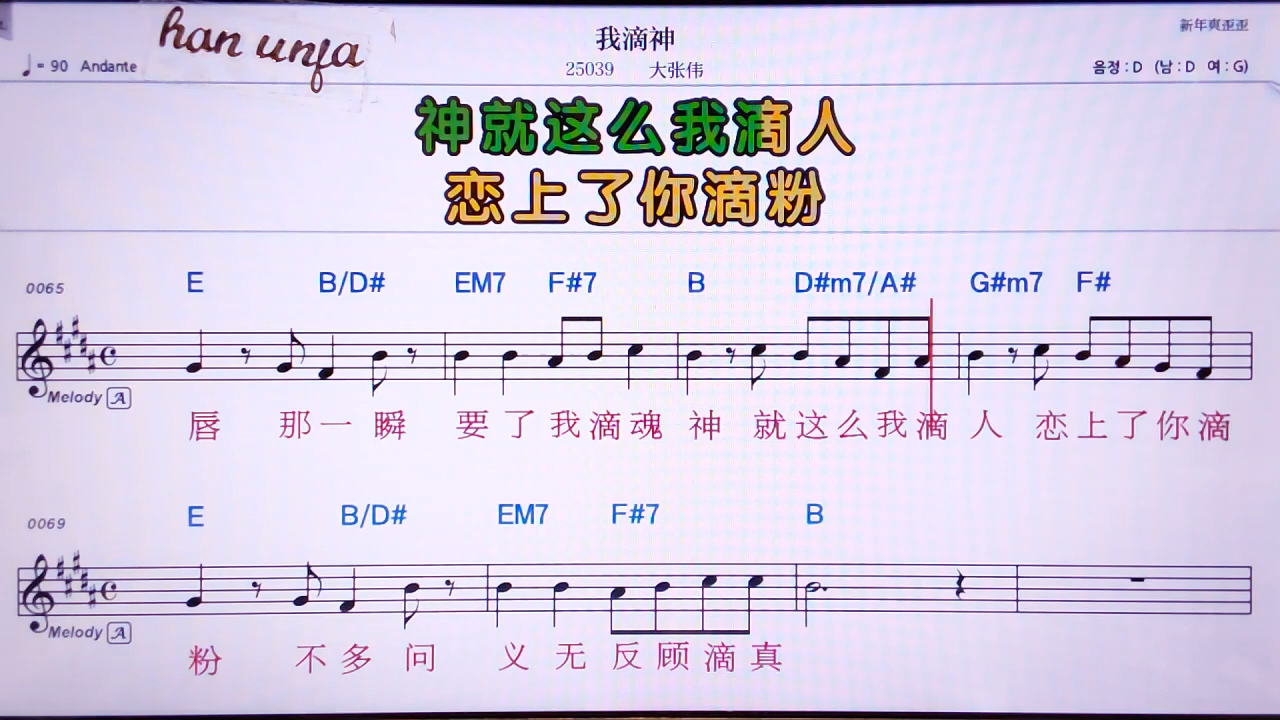 han unfa
我滴神
新年爽歪歪
♩= 90 Andante
25039 大张伟
음정 : D (남 : D 여 : G)
神就这么我滴人
恋上了你滴粉
0065 E B/D# EM7 F#7 B D#m7/A# G#m7 F#
Melody A
唇 那一瞬 要了我滴魂 神 就这么我滴 人 恋上了你滴
0069 E B/D# EM7 F#7 B
Melody A
粉 不多问 义无反顾滴真